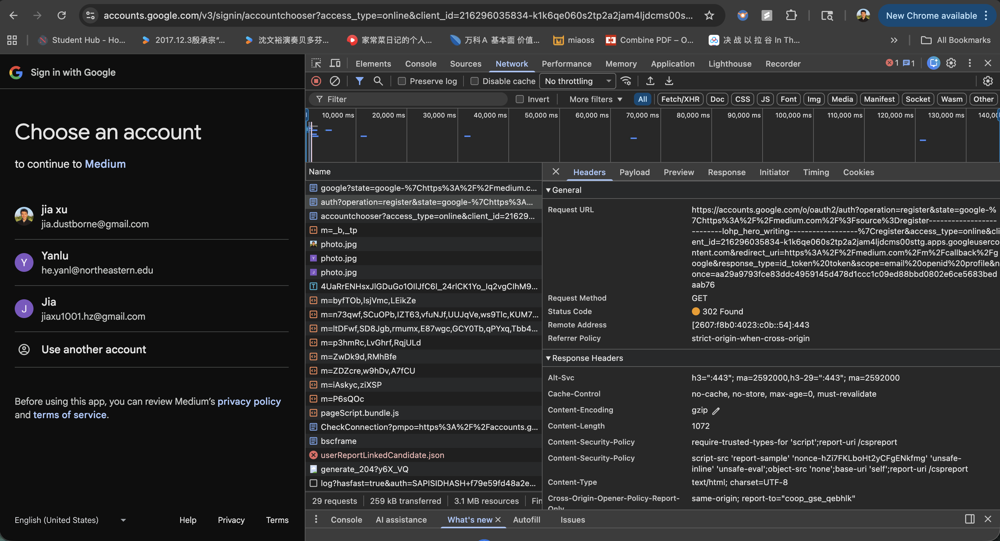 accounts.google.com/v3/signin/accountchooser?access_type=online&client_id=216296035834-k1k6qe060s2tp2a2jam4ljdcms00s...
New Chrome available
Student Hub - Ho...
2017.12.3殷承宗“...
沈文裕演奏贝多芬...
家常菜日记的个人...
万科A 基本面 价值...
miaoss
Combine PDF – O...
决 战 以 拉 谷 In Th...
All Bookmarks
Sign in with Google
Choose an account
to continue to Medium
jia xu
jia.dustborne@gmail.com
Y
Yanlu
he.yanl@northeastern.edu
J
Jia
jiaxu1001.hz@gmail.com
Use another account
Before using this app, you can review Medium’s privacy policy
and terms of service.
English (United States)
Help
Privacy
Terms
Elements
Console
Sources
Network
Performance
Memory
Application
Lighthouse
Recorder
1
1
Preserve log
Disable cache
No throttling
Filter
Invert
More filters
All
Fetch/XHR
Doc
CSS
JS
Font
Img
Media
Manifest
Socket
Wasm
Other
10,000 ms
20,000 ms
30,000 ms
40,000 ms
50,000 ms
60,000 ms
70,000 ms
80,000 ms
90,000 ms
100,000 ms
110,000 ms
120,000 ms
130,000 ms
140,00
Name
google?state=google-%7Chttps%3A%2F%2Fmedium.c...
auth?operation=register&state=google-%7Chttps%3A...
accountchooser?access_type=online&client_id=21629...
m=_b,_tp
photo.jpg
photo.jpg
photo.jpg
4UaRrENHsxJlGDuGo1OIlJfC6l_24rlCK1Yo_Iq2vgCIhM9...
m=byfTOb,lsjVmc,LEikZe
m=n73qwf,SCuOPb,IZT63,vfuNJf,UUJqVe,ws9Tlc,KUM7...
m=ltDFwf,SD8Jgb,rmumx,E87wgc,GCY0Tb,qPYxq,Tbb4...
m=p3hmRc,LvGhrf,RqjULd
m=ZwDk9d,RMhBfe
m=ZDZcre,w9hDv,A7fCU
m=iAskyc,ziXSP
m=P6sQOc
pageScript.bundle.js
CheckConnection?pmpo=https%3A%2F%2Faccounts.g...
bscframe
userReportLinkedCandidate.json
generate_204?y6X_VQ
log?hasfast=true&auth=SAPISIDHASH+f79e59fd48a2e...
29 requests
259 kB transferred
3.1 MB resources
Fin
Headers
Payload
Preview
Response
Initiator
Timing
Cookies
General
Request URL
https://accounts.google.com/o/oauth2/auth?operation=register&state=google-%
7Chttps%3A%2F%2Fmedium.com%2F%3Fsource%3Dregister------------------
--------lohp_hero_writing------------------%7Cregister&access_type=online&cli
ent_id=216296035834-k1k6qe060s2tp2a2jam4ljdcms00sttg.apps.googleuserco
ntent.com&redirect_uri=https%3A%2F%2Fmedium.com%2Fm%2Fcallback%2Fg
oogle&response_type=id_token%20token&scope=email%20openid%20profile&n
once=aa29a9793fce83ddc4959145d478d1ccc1c09ed88bbd0802e6ce5683bed
aab76
Request Method
GET
Status Code
302 Found
Remote Address
[2607:f8b0:4023:c0b::54]:443
Referrer Policy
strict-origin-when-cross-origin
Response Headers
Alt-Svc
h3=":443"; ma=2592000,h3-29=":443"; ma=2592000
Cache-Control
no-cache, no-store, max-age=0, must-revalidate
Content-Encoding
gzip
Content-Length
1072
Content-Security-Policy
require-trusted-types-for 'script';report-uri /cspreport
Content-Security-Policy
script-src 'report-sample' 'nonce-hZi7FKLboHt2yCFgENkfmg' 'unsafe-
inline' 'unsafe-eval';object-src 'none';base-uri 'self';report-uri /cspreport
Content-Type
text/html; charset=UTF-8
Cross-Origin-Opener-Policy-Report-
Only
same-origin; report-to="coop_gse_qebhlk"
Console
AI assistance
What's new
Autofill
Issues